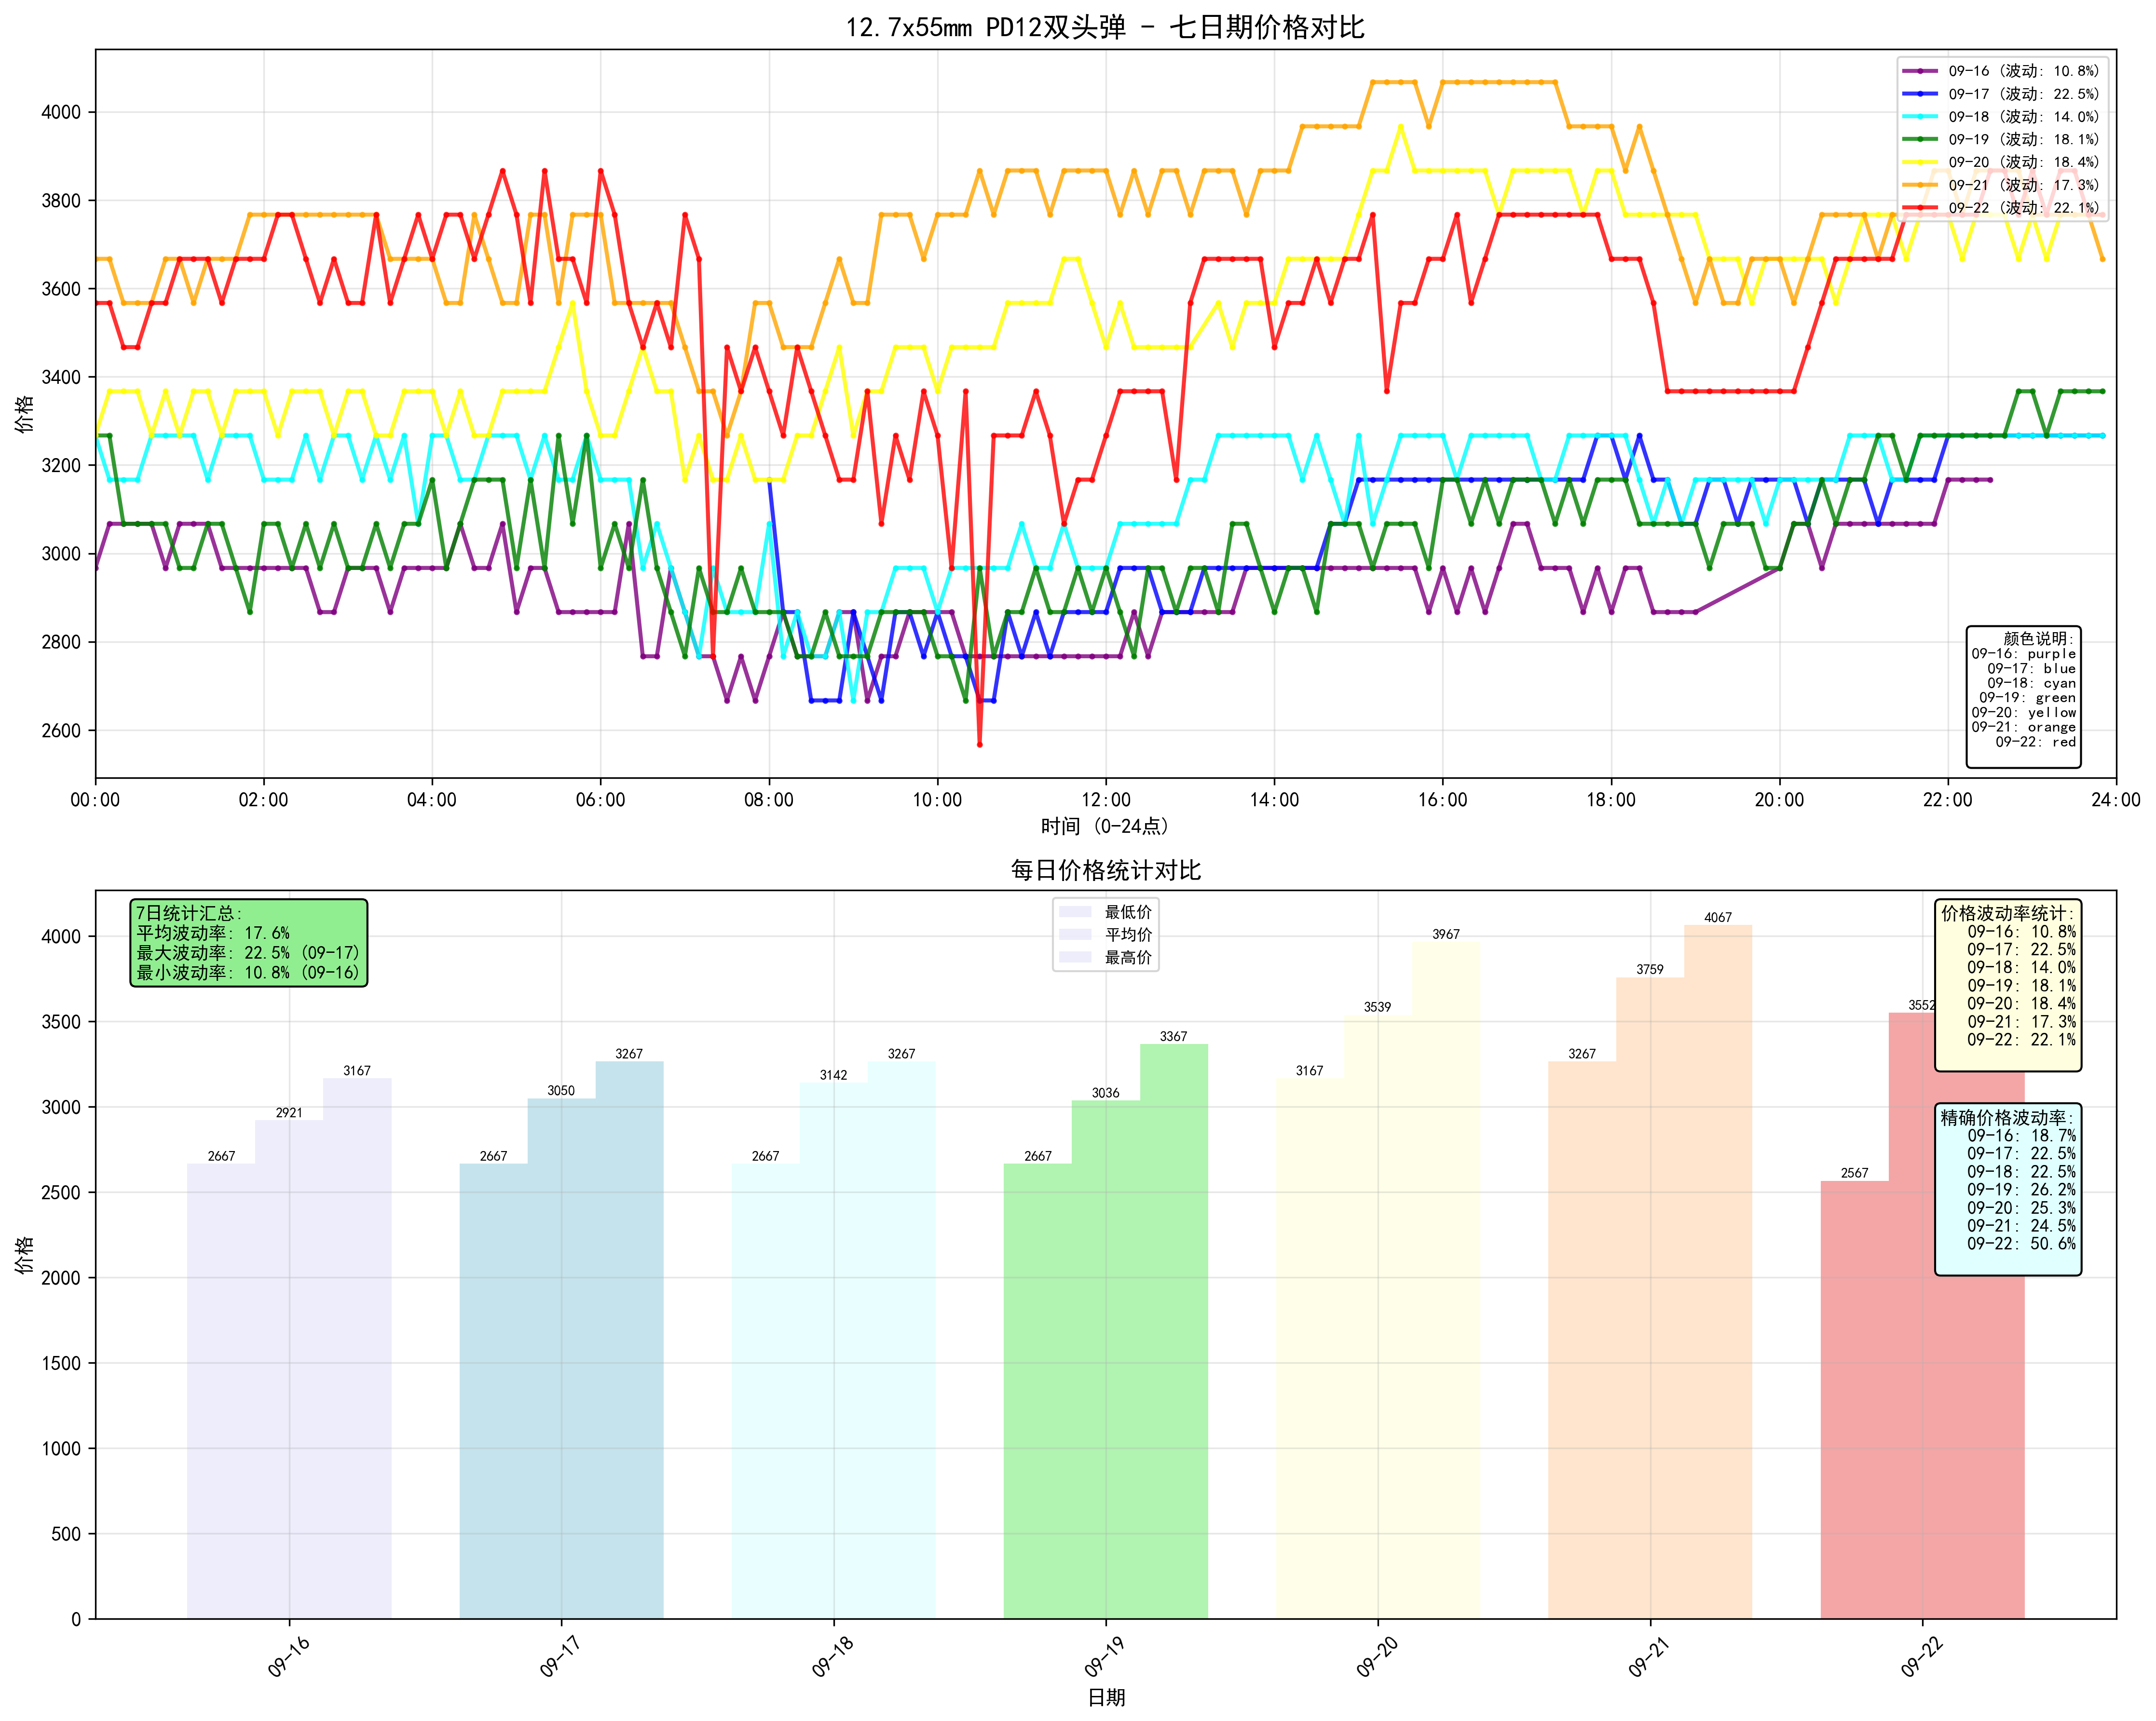 12.7x55mm PD12双头弹 - 七日期价格对比
09-16 (波动: 10.8%)
09-17 (波动: 22.5%)
09-18 (波动: 14.0%)
09-19 (波动: 18.1%)
09-20 (波动: 18.4%)
09-21 (波动: 17.3%)
09-22 (波动: 22.1%)
价格
4000
3800
3600
3400
3200
3000
2800
2600
颜色说明:
09-16: purple
09-17: blue
09-18: cyan
09-19: green
09-20: yellow
09-21: orange
09-22: red
00:00 02:00 04:00 06:00 08:00 10:00 12:00 14:00 16:00 18:00 20:00 22:00 24:00
时间 (0-24点)
每日价格统计对比
7日统计汇总:
平均波动率: 17.6%
最大波动率: 22.5% (09-17)
最小波动率: 10.8% (09-16)
最低价
平均价
最高价
价格波动率统计:
09-16: 10.8%
09-17: 22.5%
09-18: 14.0%
09-19: 18.1%
09-20: 18.4%
09-21: 17.3%
09-22: 22.1%
精确价格波动率:
09-16: 18.7%
09-17: 22.5%
09-18: 22.5%
09-19: 26.2%
09-20: 25.3%
09-21: 24.5%
09-22: 50.6%
价格
4000
3500
3000
2500
2000
1500
1000
500
0
2667 2921 3167
2667 3050 3267
2667 3142 3267
2667 3036 3367
3167 3539 3967
3267 3759 4067
2567 3552
09-16 09-17 09-18 09-19 09-20 09-21 09-22
日期